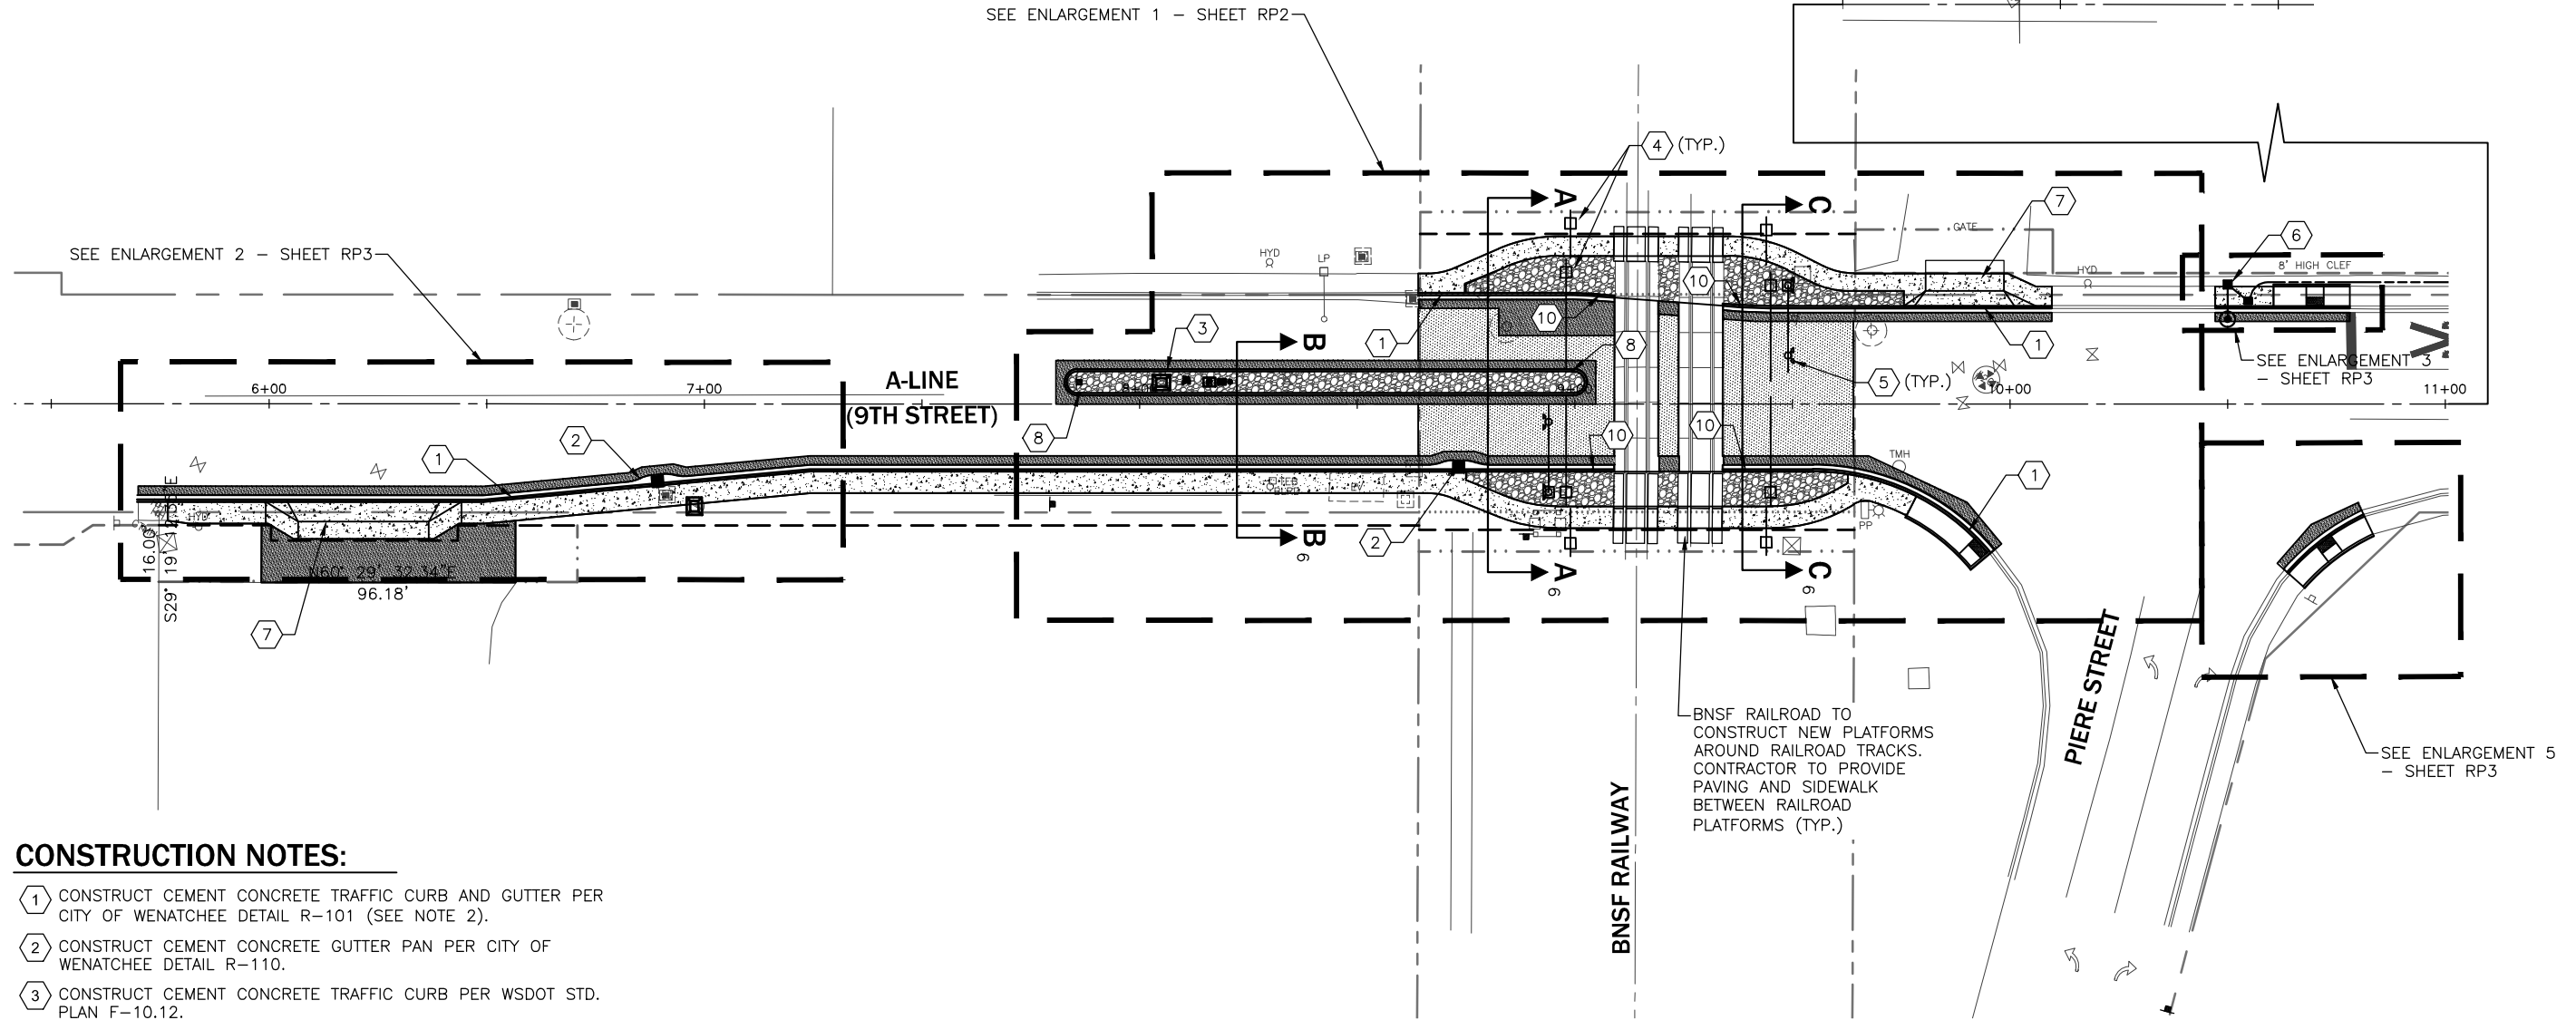 SEE ENLARGEMENT 1 – SHEET RP2
4 (TYP.)
A
C
7
GATE
6
SEE ENLARGEMENT 2 – SHEET RP3
HYD
LP
HYD
8' HIGH CLEF
10
10
3
1
B
8
1
SEE ENLARGEMENT 3
– SHEET RP3
6+00
7+00
A-LINE
(9TH STREET)
5 (TYP.)
10+00
11+00
8
2
1
10
10
TMH
1
HYD
PP
2
B
6
A
6
C
6
16.00'
S29° 19'
N60° 29' 32.34"E
96.18'
7
PIERE STREET
BNSF RAILROAD TO
CONSTRUCT NEW PLATFORMS
AROUND RAILROAD TRACKS.
CONTRACTOR TO PROVIDE
PAVING AND SIDEWALK
BETWEEN RAILROAD
PLATFORMS (TYP.)
SEE ENLARGEMENT 5
– SHEET RP3
BNSF RAILWAY
CONSTRUCTION NOTES:
1 CONSTRUCT CEMENT CONCRETE TRAFFIC CURB AND GUTTER PER
CITY OF WENATCHEE DETAIL R–101 (SEE NOTE 2).
2 CONSTRUCT CEMENT CONCRETE GUTTER PAN PER CITY OF
WENATCHEE DETAIL R–110.
3 CONSTRUCT CEMENT CONCRETE TRAFFIC CURB PER WSDOT STD.
PLAN F–10.12.